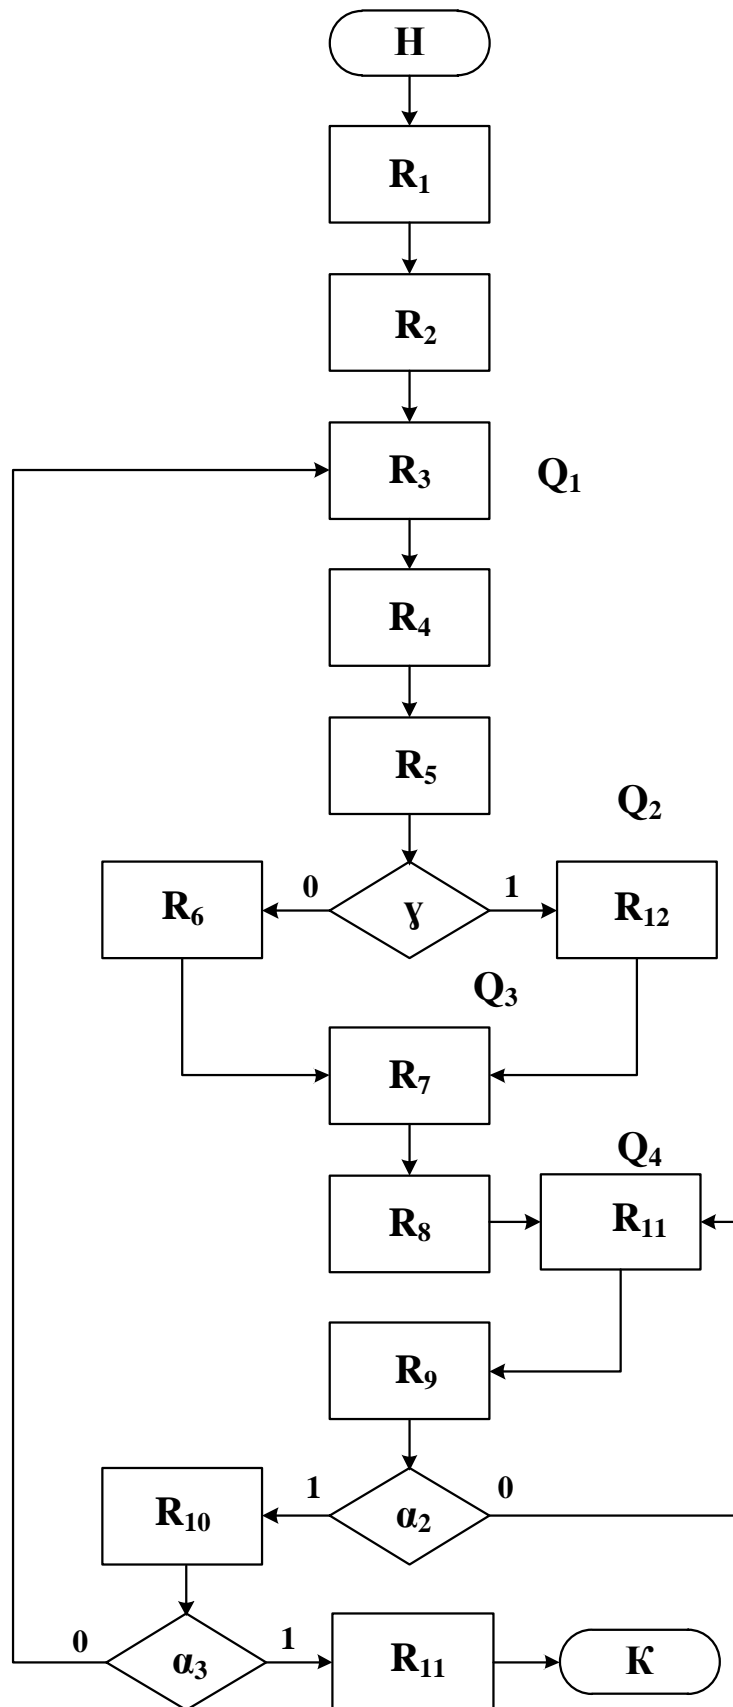 Н
R₁
R₂
R₃
Q₁
R₄
R₅
Q₂
R₆
0
ɣ
1
R₁₂
Q₃
R₇
Q₄
R₈
R₁₁
R₉
R₁₀
1
α₂
0
0
α₃
1
R₁₁
К